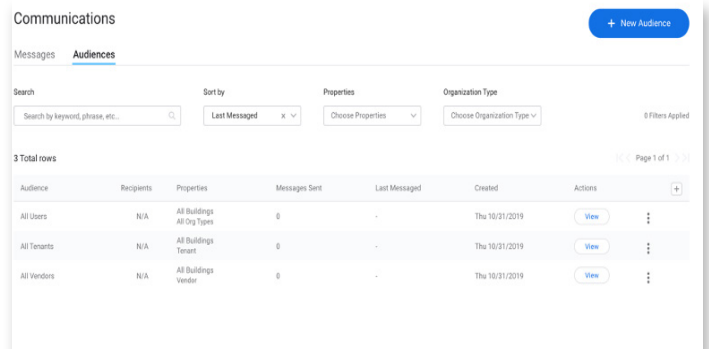 Communications
+ New Audience
Messages Audiences
Search Sort by Properties Organization Type
Search by keyword, phrase, etc.. Last Messaged x Choose Properties Choose Organization Type 0 Filters Applied
3 Total rows Page 1 of 1
Audience Recipients Properties Messages Sent Last Messaged Created Actions +
All Users N/A All Buildings 0 - Thu 10/31/2019 View
All Org Types
All Tenants N/A All Buildings 0 - Thu 10/31/2019 View
Tenant
All Vendors N/A All Buildings 0 - Thu 10/31/2019 View
Vendor